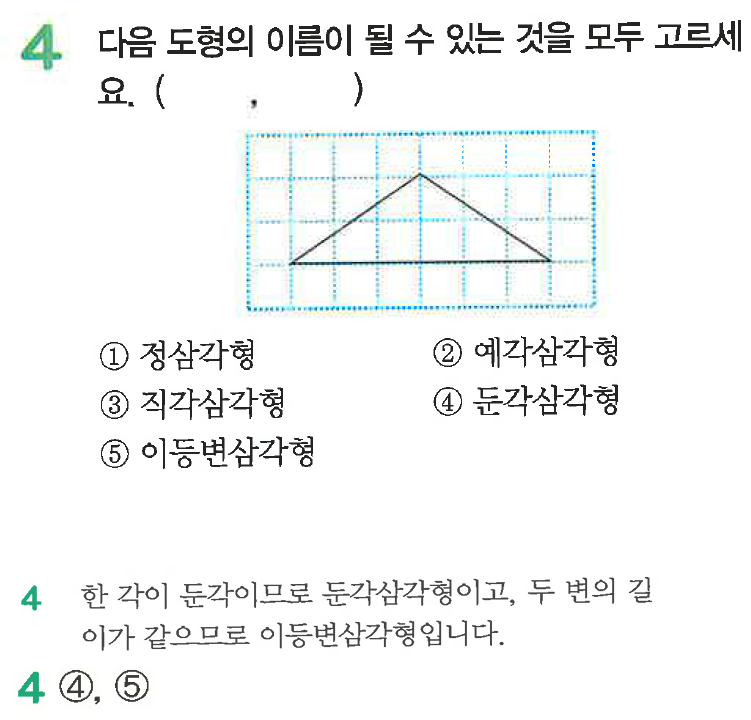 4 다음 도형의 이름이 될 수 있는 것을 모두 고르세
요. ( , )
① 정삼각형 ② 예각삼각형
③ 직각삼각형 ④ 둔각삼각형
⑤ 이등변삼각형
4 한 각이 둔각이므로 둔각삼각형이고, 두 변의 길
이가 같으므로 이등변삼각형입니다.
4 ④, ⑤